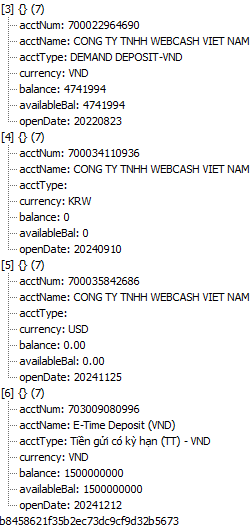 [3] {} (7)
acctNum: 700022964690
acctName: CONG TY TNHH WEBCASH VIET NAM
acctType: DEMAND DEPOSIT-VND
currency: VND
balance: 4741994
availableBal: 4741994
openDate: 20220823
[4] {} (7)
acctNum: 700034110936
acctName: CONG TY TNHH WEBCASH VIET NAM
acctType:
currency: KRW
balance: 0
availableBal: 0
openDate: 20240910
[5] {} (7)
acctNum: 700035842686
acctName: CONG TY TNHH WEBCASH VIET NAM
acctType:
currency: USD
balance: 0.00
availableBal: 0.00
openDate: 20241125
[6] {} (7)
acctNum: 703009080996
acctName: E-Time Deposit (VND)
acctType: Tiền gửi có kỳ hạn (TT) - VND
currency: VND
balance: 1500000000
availableBal: 1500000000
openDate: 20241212
b8458621f35b2ec73dc9cf9d32b5673